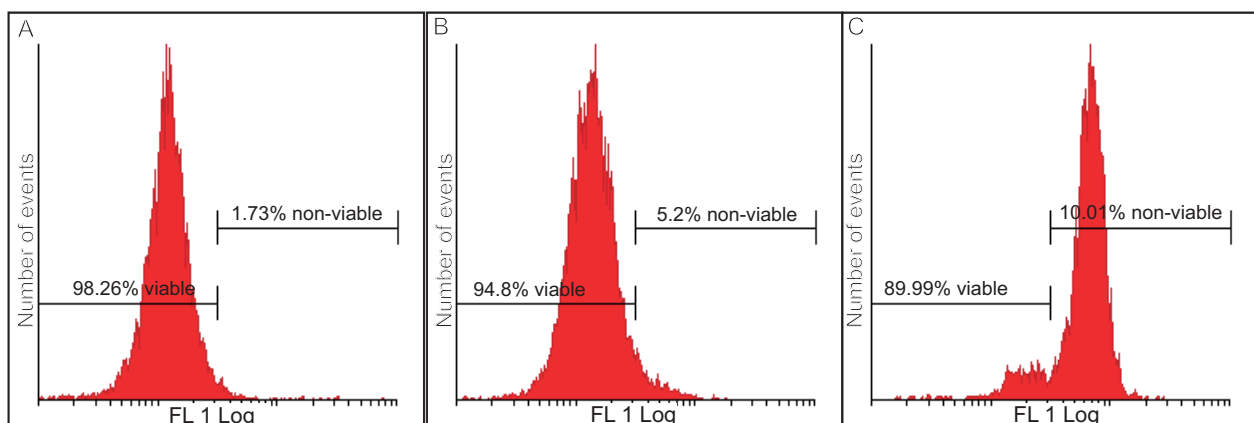 A
Number of events
1.73% non-viable
98.26% viable
FL 1 Log
B
Number of events
5.2% non-viable
94.8% viable
FL 1 Log
C
Number of events
10.01% non-viable
89.99% viable
FL 1 Log